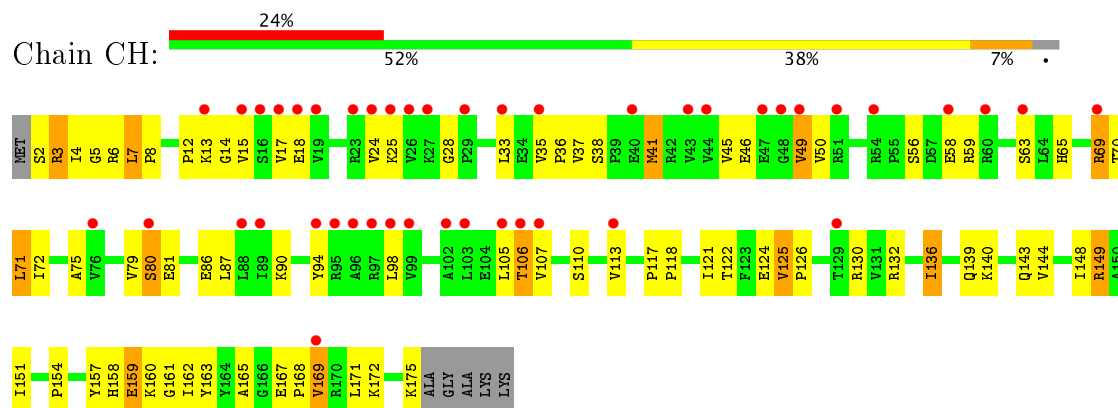 24%
Chain CH:
52% 38% 7% •
MET S2 R3 I4 G5 R6 L7 P8 P12 K13 G14 V15 S16 V17 E18 V19 R23 V24 K25 V26 K27 G28 P29 L33 E34 V35 P36 V37 S38 P39 E40 M41 R42 V43 V44 V45 E46 E47 G48 V49 V50 R51 R54 P55 S56 D57 E58 R59 R60 S63 L64 H65 R69 T70
L71 I72 A75 V76 V79 S80 E81 E86 L87 L88 I89 K90 Y94 R95 A96 R97 L98 V99 A102 L103 E104 L105 T106 V107 S110 V113 P117 P118 I121 T122 F123 E124 V125 P126 T129 R130 V131 R132 I136 Q139 K140 Q143 V144 I148 R149 A150
I151 P154 Y157 H158 E159 K160 G161 I162 Y163 Y164 A165 G166 E167 P168 V169 R170 L171 K172 K175 ALA GLY ALA LYS LYS